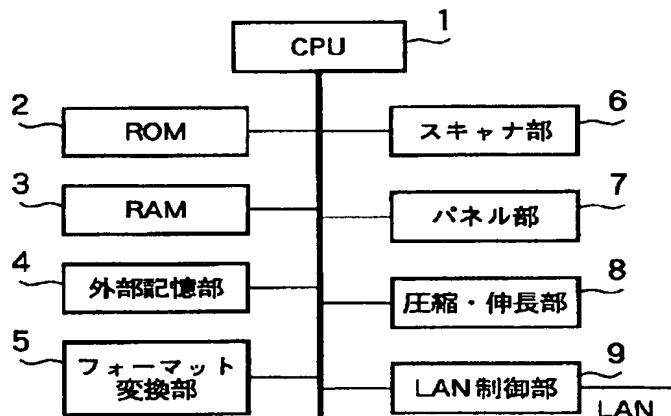 CPU
1
2
ROM
6
スキャナ部
3
RAM
7
パネル部
4
外部記憶部
8
圧縮・伸長部
5
フォーマット
変換部
9
LAN制御部
LAN